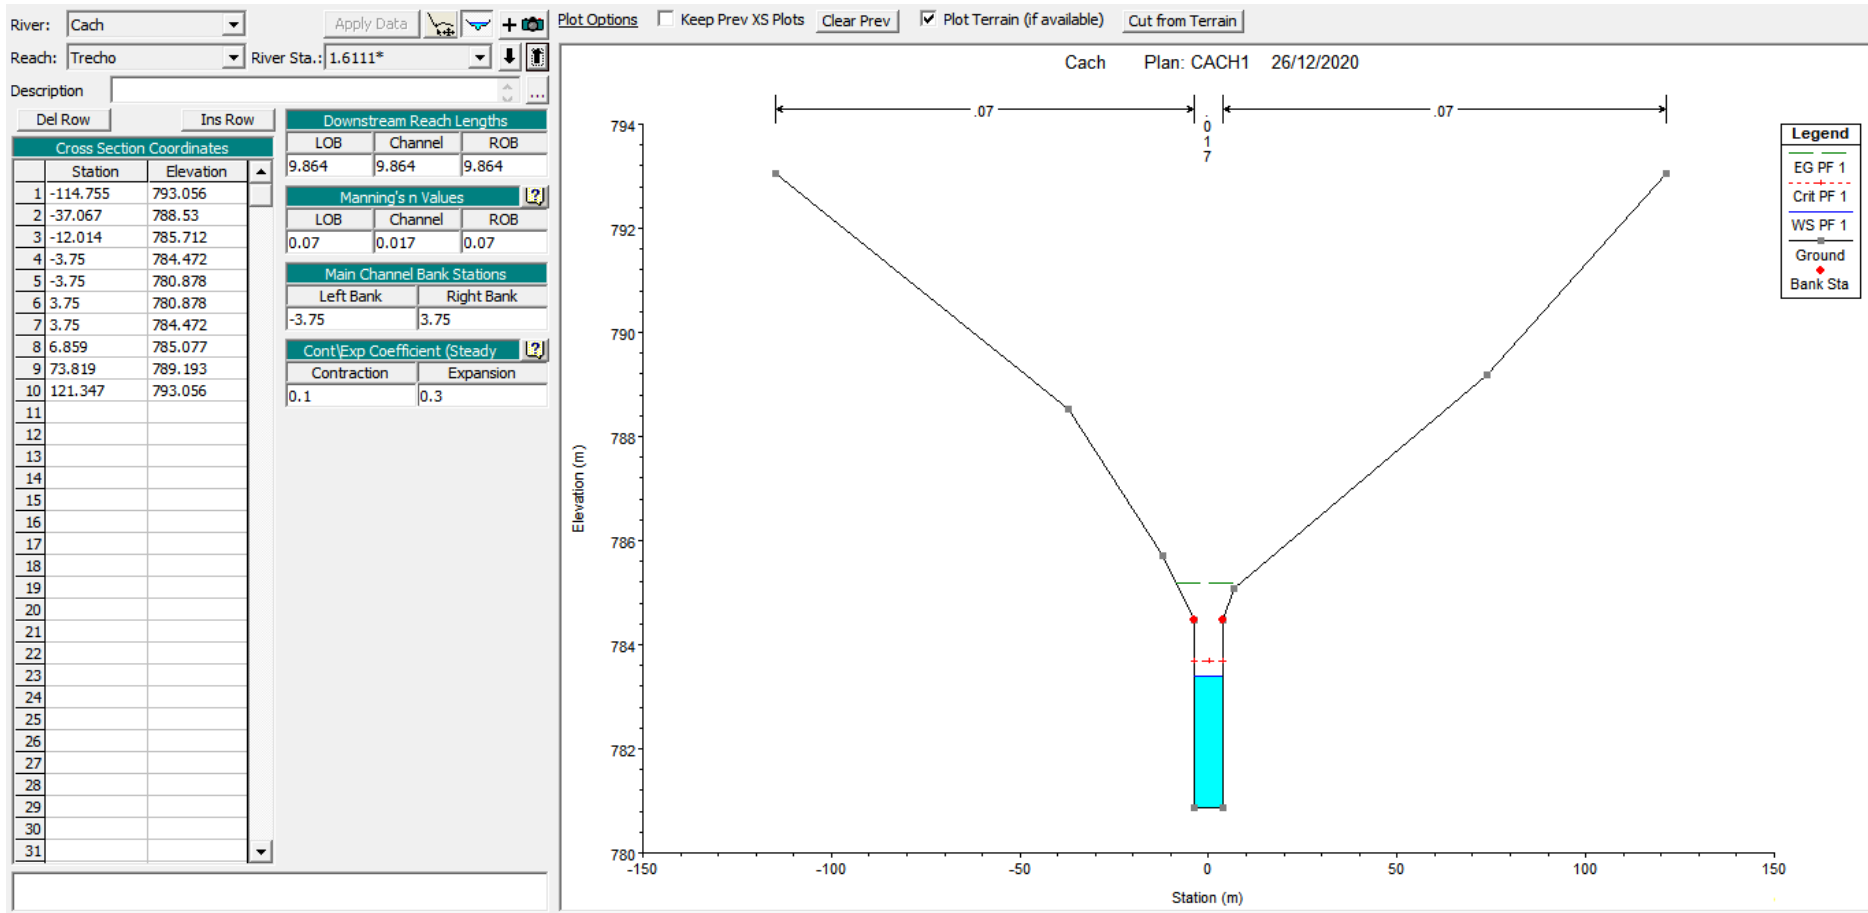 River: Cach Apply Data
Reach: Trecho River Sta.: 1.6111*
Description ...
Del Row Ins Row
Cross Section Coordinates
Station Elevation
1 -114.755 793.056
2 -37.067 788.53
3 -12.014 785.712
4 -3.75 784.472
5 -3.75 780.878
6 3.75 780.878
7 3.75 784.472
8 6.859 785.077
9 73.819 789.193
10 121.347 793.056
11
12
13
14
15
16
17
18
19
20
21
22
23
24
25
26
27
28
29
30
31
Downstream Reach Lengths
LOB Channel ROB
9.864 9.864 9.864
Manning's n Values
LOB Channel ROB
0.07 0.017 0.07
Main Channel Bank Stations
Left Bank Right Bank
-3.75 3.75
Cont\Exp Coefficient (Steady
Contraction Expansion
0.1 0.3
Plot Options Keep Prev XS Plots Clear Prev Plot Terrain (if available) Cut from Terrain
Cach Plan: CACH1 26/12/2020
.07 .017 .07
794
792
790
788
786
784
782
780
Elevation (m)
-150 -100 -50 0 50 100 150
Station (m)
Legend
EG PF 1
Crit PF 1
WS PF 1
Ground
Bank Sta